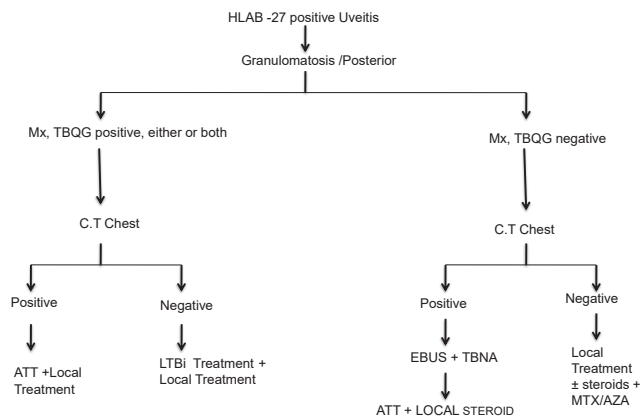 HLAB -27 positive Uveitis
Granulomatosis /Posterior
Mx, TBQG positive, either or both
Mx, TBQG negative
C.T Chest
C.T Chest
Positive
Negative
Positive
Negative
ATT +Local
Treatment
LTBi Treatment +
Local Treatment
EBUS + TBNA
ATT + LOCAL STEROID
Local
Treatment
± steroids +
MTX/AZA